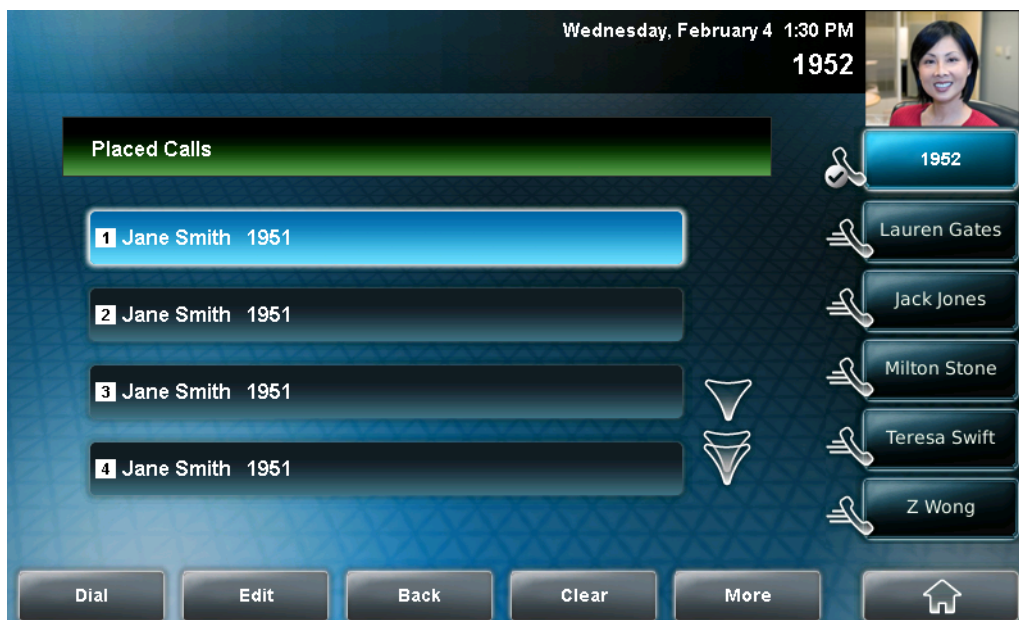 Wednesday, February 4 1:30 PM
1952
Placed Calls
1 Jane Smith 1951
2 Jane Smith 1951
3 Jane Smith 1951
4 Jane Smith 1951
1952
Lauren Gates
Jack Jones
Milton Stone
Teresa Swift
Z Wong
Dial
Edit
Back
Clear
More